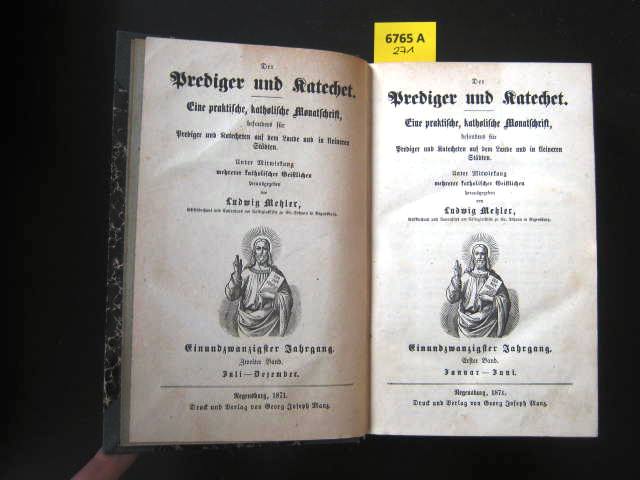 6765 A
271
Der
Prediger und Katechet.
Eine praktische, katholische Monatschrift,
besonders für
Prediger und Katecheten auf dem Lande und in kleineren
Städten.
Unter Mitwirkung
mehrerer katholischer Geistlichen
herausgegeben
von
Ludwig Mehler,
Einundzwanzigster Jahrgang.
Zweiter Band.
Juli—Dezember.
Regensburg, 1871.
Druck und Verlag von Georg Joseph Manz.
Der
Prediger und Katechet.
Eine praktische, katholische Monatschrift,
besonders für
Prediger und Katecheten auf dem Lande und in kleineren
Städten.
Unter Mitwirkung
mehrerer katholischer Geistlichen
herausgegeben
von
Ludwig Mehler,
Einundzwanzigster Jahrgang.
Erster Band.
Januar—Juni.
Regensburg, 1871.
Druck und Verlag von Georg Joseph Manz.